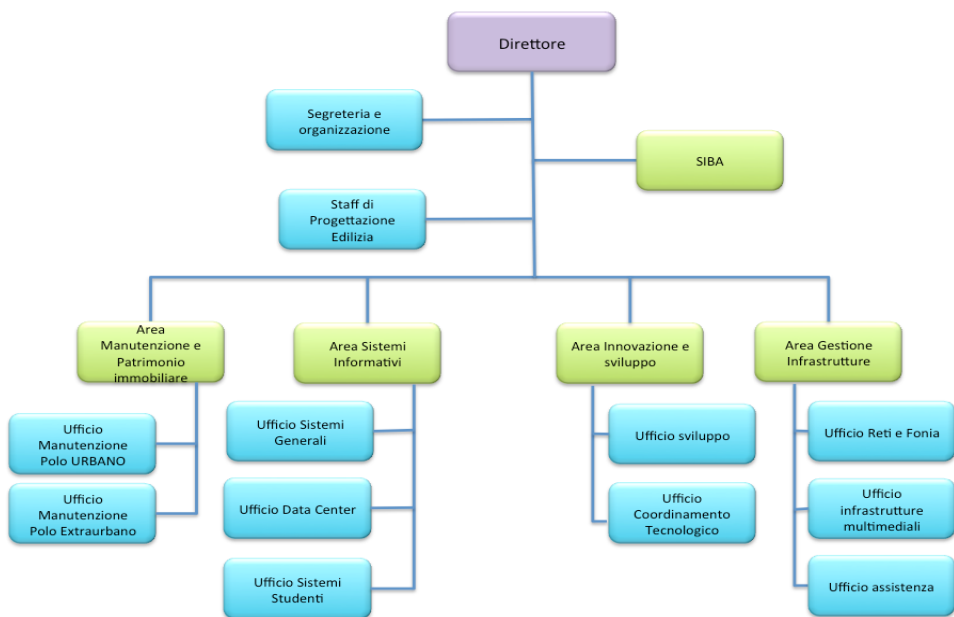 Direttore
Segreteria e
organizzazione
SIBA
Staff di
Progettazione
Edilizia
Area
Manutenzione e
Patrimonio
immobiliare
Area Sistemi
Informativi
Area Innovazione e
sviluppo
Area Gestione
Infrastrutture
Ufficio
Manutenzione
Polo URBANO
Ufficio
Manutenzione
Polo Extraurbano
Ufficio Sistemi
Generali
Ufficio Data Center
Ufficio Sistemi
Studenti
Ufficio sviluppo
Ufficio
Coordinamento
Tecnologico
Ufficio Reti e Fonia
Ufficio
infrastrutture
multimediali
Ufficio assistenza